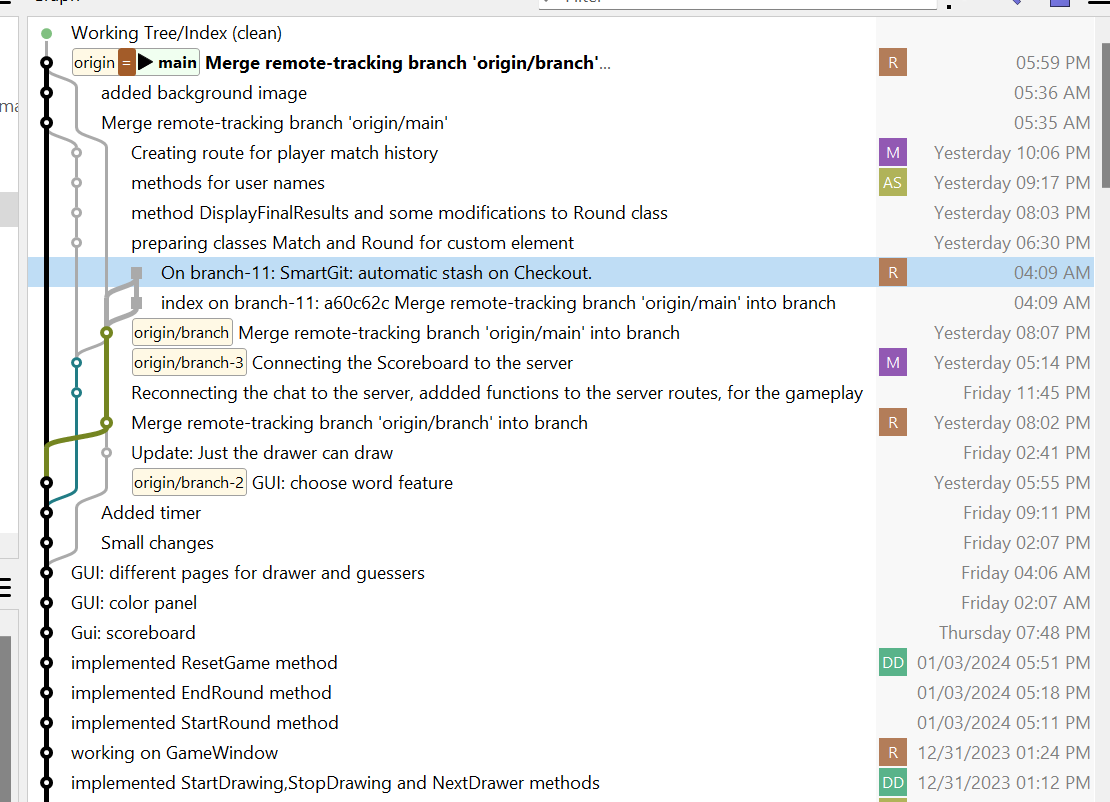 Working Tree/Index (clean)
origin = main Merge remote-tracking branch 'origin/branch'... R 05:59 PM
added background image 05:36 AM
Merge remote-tracking branch 'origin/main' 05:35 AM
Creating route for player match history M Yesterday 10:06 PM
methods for user names AS Yesterday 09:17 PM
method DisplayFinalResults and some modifications to Round class Yesterday 08:03 PM
preparing classes Match and Round for custom element Yesterday 06:30 PM
On branch-11: SmartGit: automatic stash on Checkout. R 04:09 AM
index on branch-11: a60c62c Merge remote-tracking branch 'origin/main' into branch 04:09 AM
origin/branch Merge remote-tracking branch 'origin/main' into branch Yesterday 08:07 PM
origin/branch-3 Connecting the Scoreboard to the server M Yesterday 05:14 PM
Reconnecting the chat to the server, addded functions to the server routes, for the gameplay Friday 11:45 PM
Merge remote-tracking branch 'origin/branch' into branch R Yesterday 08:02 PM
Update: Just the drawer can draw Friday 02:41 PM
origin/branch-2 GUI: choose word feature Yesterday 05:55 PM
Added timer Friday 09:11 PM
Small changes Friday 02:07 PM
GUI: different pages for drawer and guessers Friday 04:06 AM
GUI: color panel Friday 02:07 AM
Gui: scoreboard Thursday 07:48 PM
implemented ResetGame method DD 01/03/2024 05:51 PM
implemented EndRound method 01/03/2024 05:18 PM
implemented StartRound method 01/03/2024 05:11 PM
working on GameWindow R 12/31/2023 01:24 PM
implemented StartDrawing,StopDrawing and NextDrawer methods DD 12/31/2023 01:12 PM